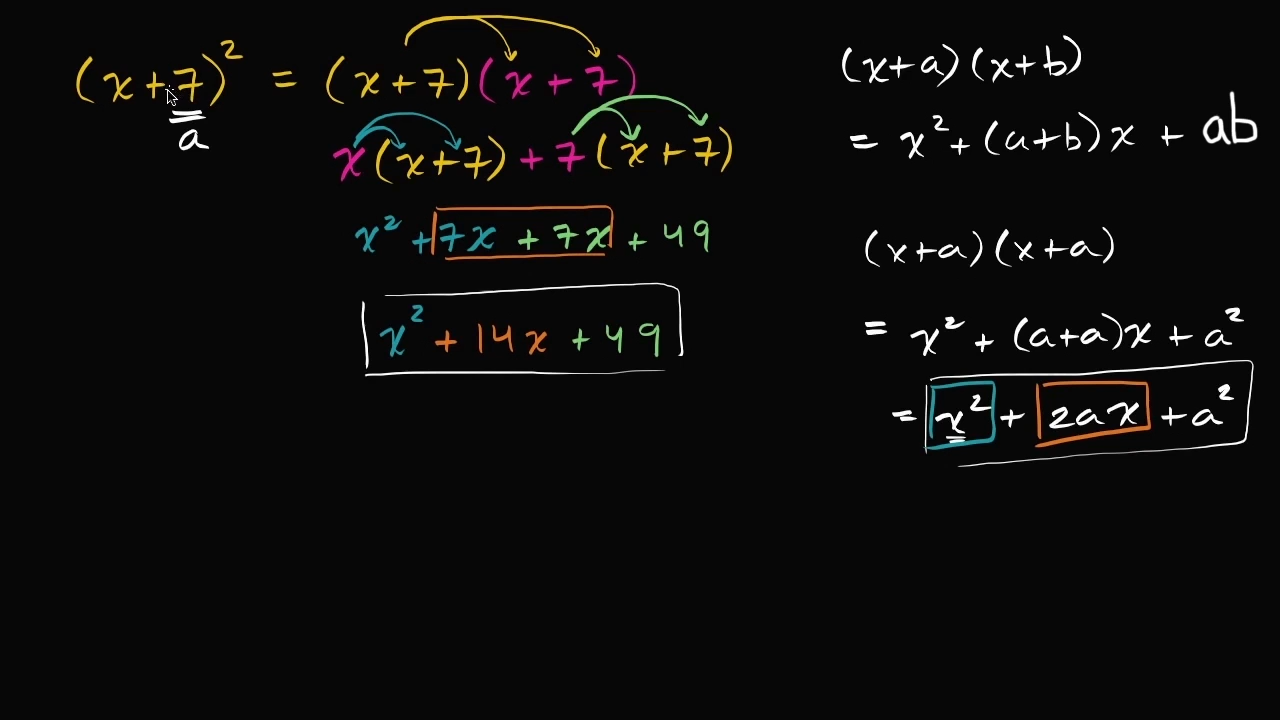 (x+7)² = (x+7)(x+7)
a
x(x+7)+7(x+7)
x²+7x+7x+49
x²+14x+49
(x+a)(x+b)
= x²+(a+b)x+ab
(x+a)(x+a)
= x²+(a+a)x+a²
= x²+2ax+a²